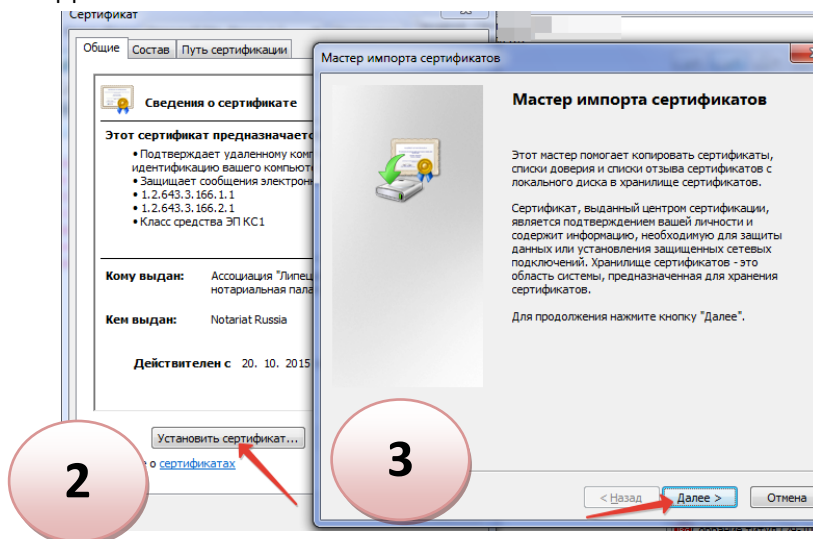 Сертификат
Общие Состав Путь сертификации
Сведения о сертификате
Этот сертификат предназначаетс
• Подтверждает удаленному комп
идентификацию вашего компьюте
• Защищает сообщения электронн
• 1.2.643.3.166.1.1
• 1.2.643.3.166.2.1
• Класс средства ЭП КС1
Кому выдан: Ассоциация "Липец
нотариальная пала
Кем выдан: Notariat Russia
Действителен с 20. 10. 2015
Установить сертификат...
о сертификатах
2
Мастер импорта сертификатов
Мастер импорта сертификатов
Этот мастер помогает копировать сертификаты,
списки доверия и списки отзыва сертификатов с
локального диска в хранилище сертификатов.
Сертификат, выданный центром сертификации,
является подтверждением вашей личности и
содержит информацию, необходимую для защиты
данных или установления защищенных сетевых
подключений. Хранилище сертификатов - это
область системы, предназначенная для хранения
сертификатов.
Для продолжения нажмите кнопку "Далее".
3
< Назад Далее > Отмена